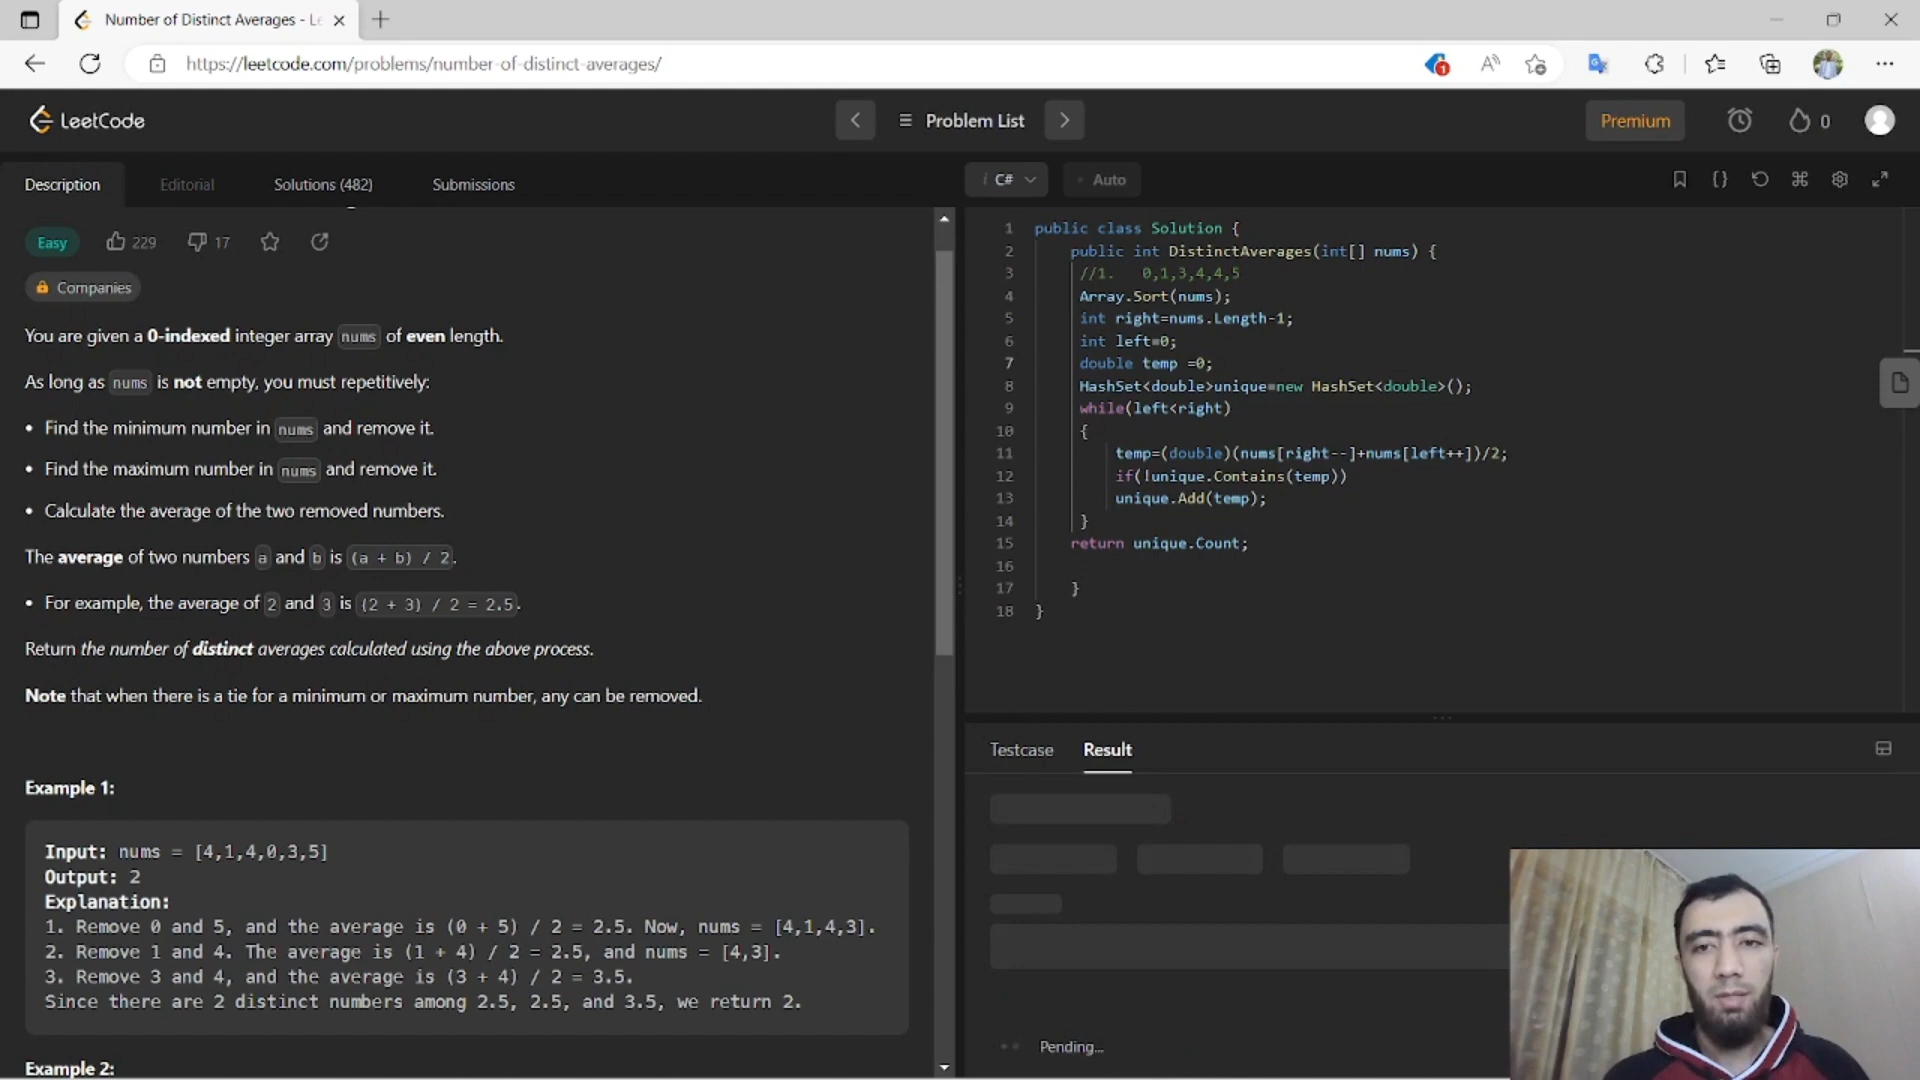 Number of Distinct Averages - Le
https://leetcode.com/problems/number-of-distinct-averages/
1
LeetCode
Problem List
Premium
0
Description
Editorial
Solutions (482)
Submissions
Easy
229
17
Companies
You are given a 0-indexed integer array nums of even length.
As long as nums is not empty, you must repetitively:
• Find the minimum number in nums and remove it.
• Find the maximum number in nums and remove it.
• Calculate the average of the two removed numbers.
The average of two numbers a and b is (a + b) / 2.
• For example, the average of 2 and 3 is (2 + 3) / 2 = 2.5.
Return the number of distinct averages calculated using the above process.
Note that when there is a tie for a minimum or maximum number, any can be removed.
Example 1:
Input: nums = [4,1,4,0,3,5]
Output: 2
Explanation:
1. Remove 0 and 5, and the average is (0 + 5) / 2 = 2.5. Now, nums = [4,1,4,3].
2. Remove 1 and 4. The average is (1 + 4) / 2 = 2.5, and nums = [4,3].
3. Remove 3 and 4, and the average is (3 + 4) / 2 = 3.5.
Since there are 2 distinct numbers among 2.5, 2.5, and 3.5, we return 2.
Example 2:
i C#
• Auto
{}
1 public class Solution {
2 public int DistinctAverages(int[] nums) {
3 //1. 0,1,3,4,4,5
4 Array.Sort(nums);
5 int right=nums.Length-1;
6 int left=0;
7 double temp =0;
8 HashSet<double>unique=new HashSet<double>();
9 while(left<right)
10 {
11 temp=(double)(nums[right--]+nums[left++])/2;
12 if(!unique.Contains(temp))
13 unique.Add(temp);
14 }
15 return unique.Count;
16
17 }
18 }
Testcase
Result
Pending...